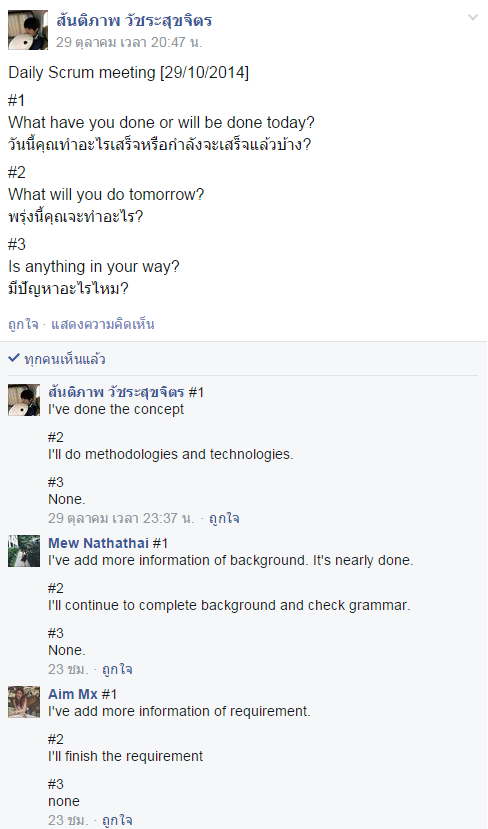 สันติภาพ วัชระสุขจิตร
29 ตุลาคม เวลา 20:47 น.
Daily Scrum meeting [29/10/2014]
#1
What have you done or will be done today?
วันนี้คุณทำอะไรเสร็จหรือกำลังจะเสร็จแล้วบ้าง?
#2
What will you do tomorrow?
พรุ่งนี้คุณจะทำอะไร?
#3
Is anything in your way?
มีปัญหาอะไรไหม?
ถูกใจ · แสดงความคิดเห็น
ทุกคนเห็นแล้ว
สันติภาพ วัชระสุขจิตร #1
I've done the concept
#2
I'll do methodologies and technologies.
#3
None.
29 ตุลาคม เวลา 23:37 น. · ถูกใจ
Mew Nathathai #1
I've add more information of background. It's nearly done.
#2
I'll continue to complete background and check grammar.
#3
None.
23 ชม. · ถูกใจ
Aim Mx #1
I've add more information of requirement.
#2
I'll finish the requirement
#3
none
23 ชม. · ถูกใจ